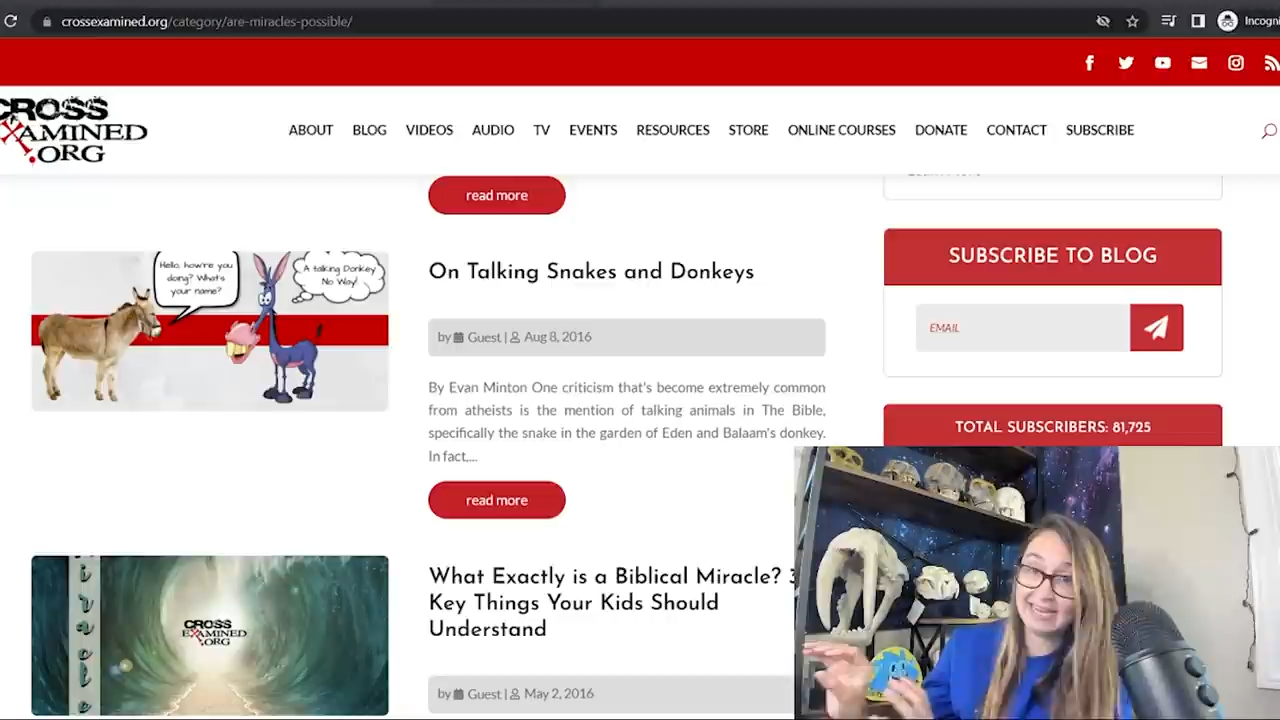 crossexamined.org/category/are-miracles-possible/
Incogni
CROSS
EXAMINED
.ORG
ABOUT BLOG VIDEOS AUDIO TV EVENTS RESOURCES STORE ONLINE COURSES DONATE CONTACT SUBSCRIBE
read more
Hello, how're you
doing? What's
your name?
A talking Donkey
No Way!
On Talking Snakes and Donkeys
by Guest | Aug 8, 2016
By Evan Minton One criticism that's become extremely common
from atheists is the mention of talking animals in The Bible,
specifically the snake in the garden of Eden and Balaam's donkey.
In fact,...
read more
SUBSCRIBE TO BLOG
EMAIL
TOTAL SUBSCRIBERS: 81,725
CROSS
EXAMINED
.ORG
What Exactly is a Biblical Miracle? 3
Key Things Your Kids Should
Understand
by Guest | May 2, 2016